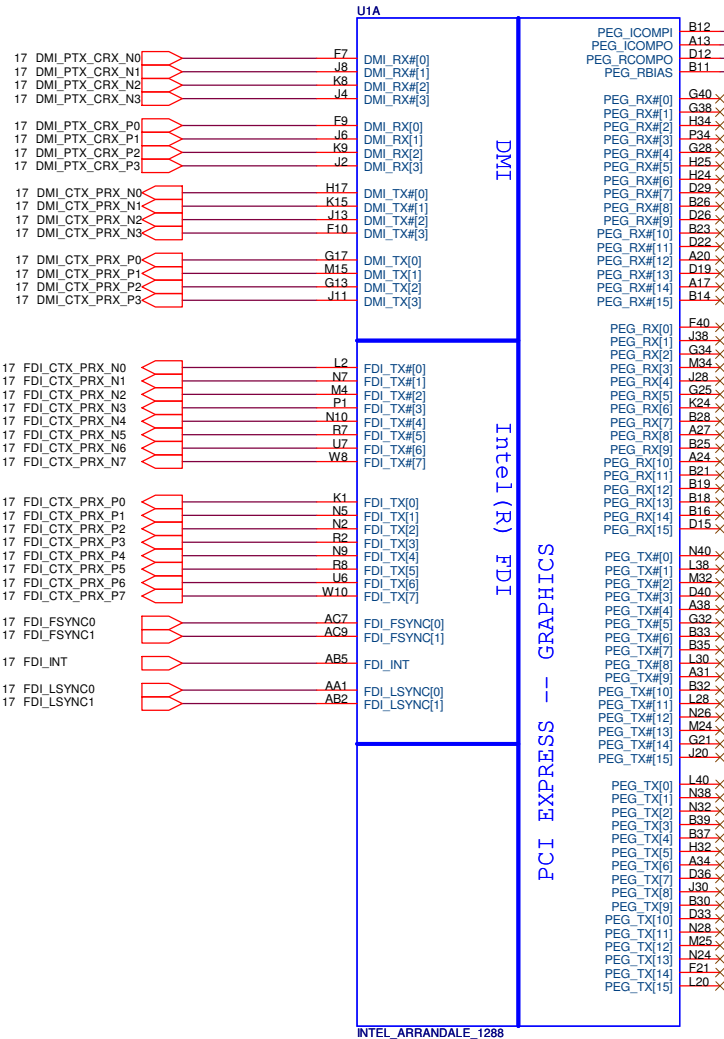 U1A
17 DMI_PTX_CRX_N0 F7 DMI_RX#[0]
17 DMI_PTX_CRX_N1 J8 DMI_RX#[1]
17 DMI_PTX_CRX_N2 K8 DMI_RX#[2]
17 DMI_PTX_CRX_N3 J4 DMI_RX#[3]
17 DMI_PTX_CRX_P0 F9 DMI_RX[0]
17 DMI_PTX_CRX_P1 J6 DMI_RX[1]
17 DMI_PTX_CRX_P2 K9 DMI_RX[2]
17 DMI_PTX_CRX_P3 J2 DMI_RX[3]
17 DMI_CTX_PRX_N0 H17 DMI_TX#[0]
17 DMI_CTX_PRX_N1 K15 DMI_TX#[1]
17 DMI_CTX_PRX_N2 J13 DMI_TX#[2]
17 DMI_CTX_PRX_N3 F10 DMI_TX#[3]
17 DMI_CTX_PRX_P0 G17 DMI_TX[0]
17 DMI_CTX_PRX_P1 M15 DMI_TX[1]
17 DMI_CTX_PRX_P2 G13 DMI_TX[2]
17 DMI_CTX_PRX_P3 J11 DMI_TX[3]
DMI
17 FDI_CTX_PRX_N0 L2 FDI_TX#[0]
17 FDI_CTX_PRX_N1 N7 FDI_TX#[1]
17 FDI_CTX_PRX_N2 M4 FDI_TX#[2]
17 FDI_CTX_PRX_N3 P1 FDI_TX#[3]
17 FDI_CTX_PRX_N4 N10 FDI_TX#[4]
17 FDI_CTX_PRX_N5 R7 FDI_TX#[5]
17 FDI_CTX_PRX_N6 U7 FDI_TX#[6]
17 FDI_CTX_PRX_N7 W8 FDI_TX#[7]
17 FDI_CTX_PRX_P0 K1 FDI_TX[0]
17 FDI_CTX_PRX_P1 N5 FDI_TX[1]
17 FDI_CTX_PRX_P2 N2 FDI_TX[2]
17 FDI_CTX_PRX_P3 R2 FDI_TX[3]
17 FDI_CTX_PRX_P4 N9 FDI_TX[4]
17 FDI_CTX_PRX_P5 R8 FDI_TX[5]
17 FDI_CTX_PRX_P6 U6 FDI_TX[6]
17 FDI_CTX_PRX_P7 W10 FDI_TX[7]
17 FDI_FSYNC0 AC7 FDI_FSYNC[0]
17 FDI_FSYNC1 AC9 FDI_FSYNC[1]
17 FDI_INT AB5 FDI_INT
17 FDI_LSYNC0 AA1 FDI_LSYNC[0]
17 FDI_LSYNC1 AB2 FDI_LSYNC[1]
Intel(R) FDI
PCI EXPRESS -- GRAPHICS
PEG_ICOMPI B12
PEG_ICOMPO A13
PEG_RCOMPO D12
PEG_RBIAS B11
PEG_RX#[0] G40
PEG_RX#[1] G38
PEG_RX#[2] H34
PEG_RX#[3] P34
PEG_RX#[4] G28
PEG_RX#[5] H25
PEG_RX#[6] H24
PEG_RX#[7] D29
PEG_RX#[8] B26
PEG_RX#[9] D26
PEG_RX#[10] B23
PEG_RX#[11] D22
PEG_RX#[12] A20
PEG_RX#[13] D19
PEG_RX#[14] A17
PEG_RX#[15] B14
PEG_RX[0] F40
PEG_RX[1] J38
PEG_RX[2] G34
PEG_RX[3] M34
PEG_RX[4] J28
PEG_RX[5] G25
PEG_RX[6] K24
PEG_RX[7] B28
PEG_RX[8] A27
PEG_RX[9] B25
PEG_RX[10] A24
PEG_RX[11] B21
PEG_RX[12] B19
PEG_RX[13] B18
PEG_RX[14] B16
PEG_RX[15] D15
PEG_TX#[0] N40
PEG_TX#[1] L38
PEG_TX#[2] M32
PEG_TX#[3] D40
PEG_TX#[4] A38
PEG_TX#[5] G32
PEG_TX#[6] B33
PEG_TX#[7] B35
PEG_TX#[8] L30
PEG_TX#[9] A31
PEG_TX#[10] B32
PEG_TX#[11] L28
PEG_TX#[12] N26
PEG_TX#[13] M24
PEG_TX#[14] G21
PEG_TX#[15] J20
PEG_TX[0] L40
PEG_TX[1] N38
PEG_TX[2] N32
PEG_TX[3] B39
PEG_TX[4] B37
PEG_TX[5] H32
PEG_TX[6] A34
PEG_TX[7] D36
PEG_TX[8] J30
PEG_TX[9] B30
PEG_TX[10] D33
PEG_TX[11] N28
PEG_TX[12] M25
PEG_TX[13] N24
PEG_TX[14] F21
PEG_TX[15] L20
INTEL_ARRANDALE_1288